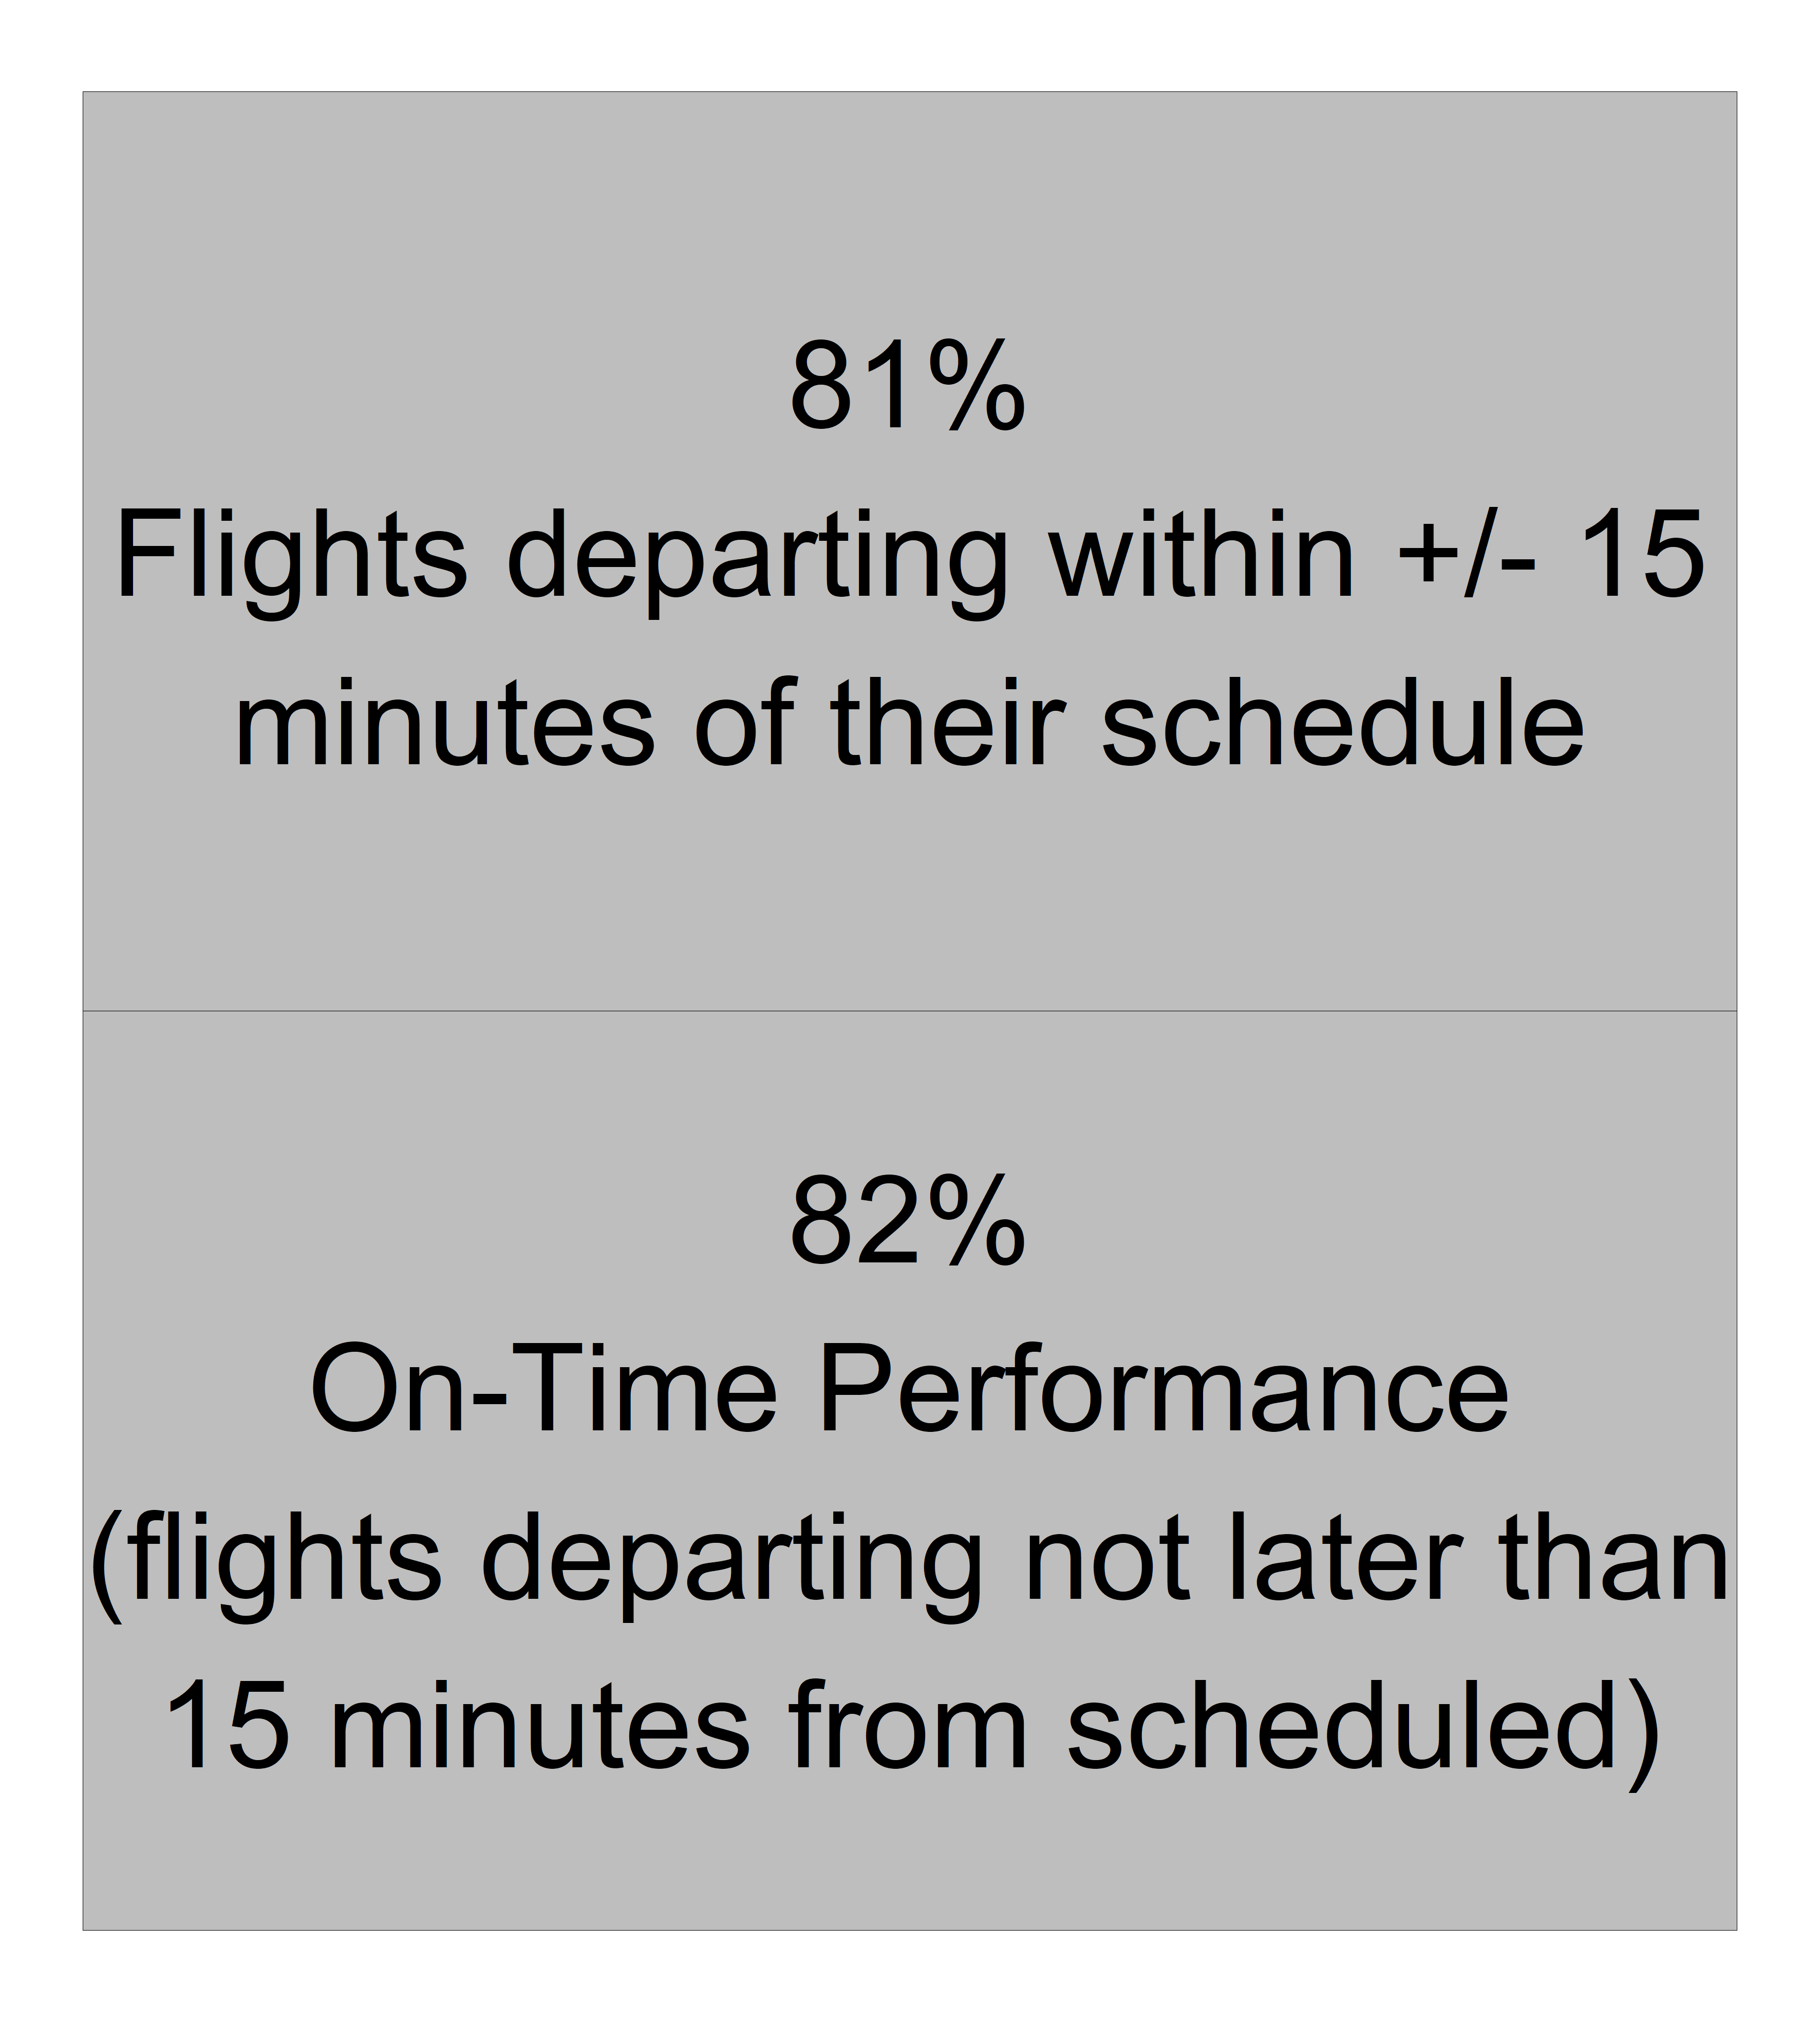 81%
Flights departing within +/- 15
minutes of their schedule
82%
On-Time Performance
(flights departing not later than
15 minutes from scheduled)